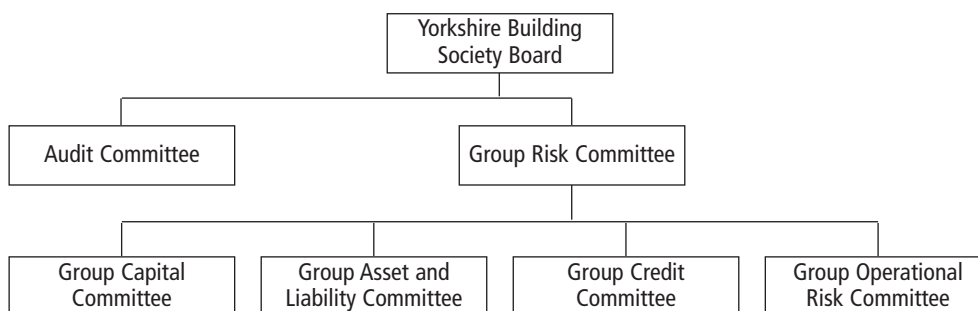 Yorkshire Building
Society Board
Audit Committee
Group Risk Committee
Group Capital
Committee
Group Asset and
Liability Committee
Group Credit
Committee
Group Operational
Risk Committee